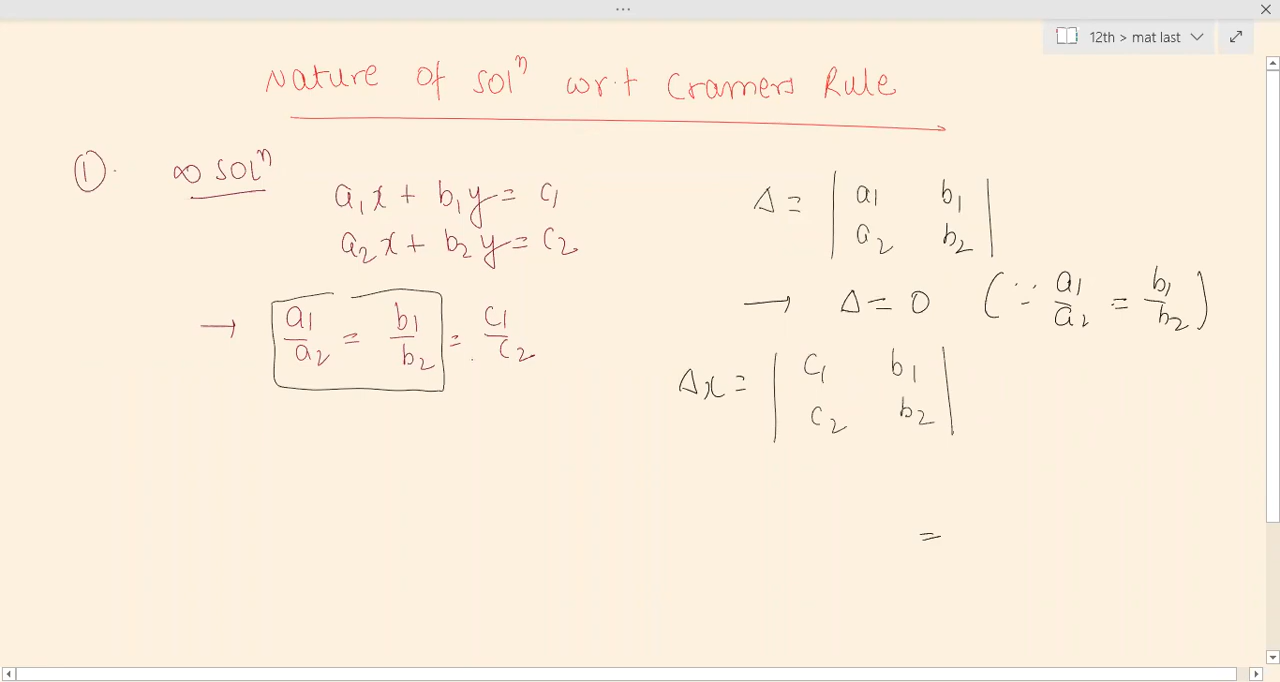 12th > mat last
Nature of solⁿ w.r.t Cramers Rule
① ∞ solⁿ
a₁x + b₁y = c₁
a₂x + b₂y = c₂
→ a₁/a₂ = b₁/b₂ = c₁/c₂
Δ = | a₁ b₁ |
| a₂ b₂ |
→ Δ = 0 (∵ a₁/a₂ = b₁/b₂)
Δx = | c₁ b₁ |
| c₂ b₂ |
=